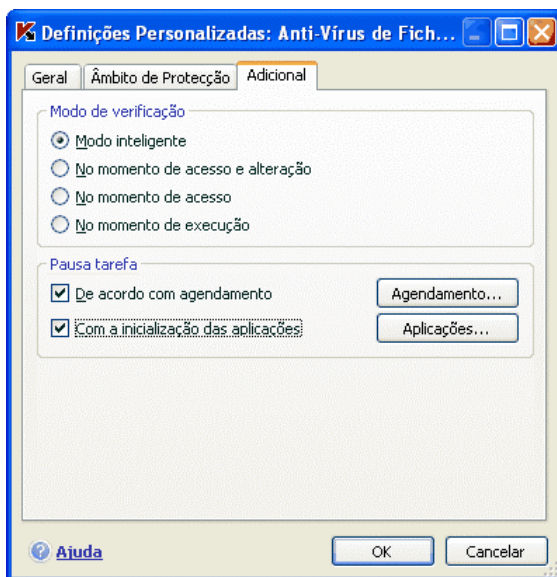 Definições Personalizadas: Anti-Vírus de Fich...
Geral
Âmbito de Protecção
Adicional
Modo de verificação
Modo inteligente
No momento de acesso e alteração
No momento de acesso
No momento de execução
Pausa tarefa
De acordo com agendamento
Agendamento...
Com a inicialização das aplicações
Aplicações...
Ajuda
OK
Cancelar